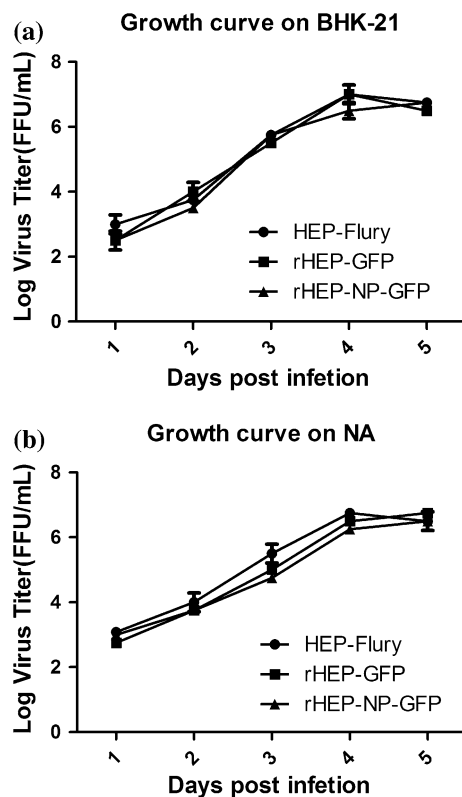 (a)
Growth curve on BHK-21
Log Virus Titer(FFU/mL)
8
6
4
2
0
HEP-Flury
rHEP-GFP
rHEP-NP-GFP
1 2 3 4 5
Days post infetion
(b)
Growth curve on NA
Log Virus Titer(FFU/mL)
8
6
4
2
0
HEP-Flury
rHEP-GFP
rHEP-NP-GFP
1 2 3 4 5
Days post infetion